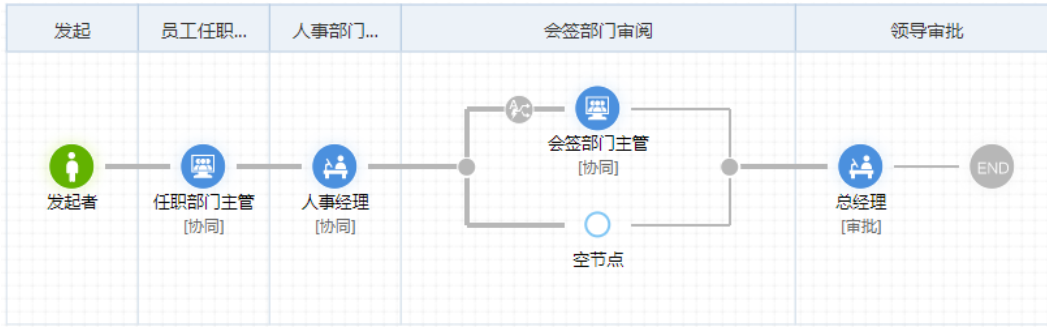 发起
员工任职...
人事部门...
会签部门审阅
领导审批
会签部门主管
[协同]
发起者
任职部门主管
[协同]
人事经理
[协同]
总经理
[审批]
END
空节点